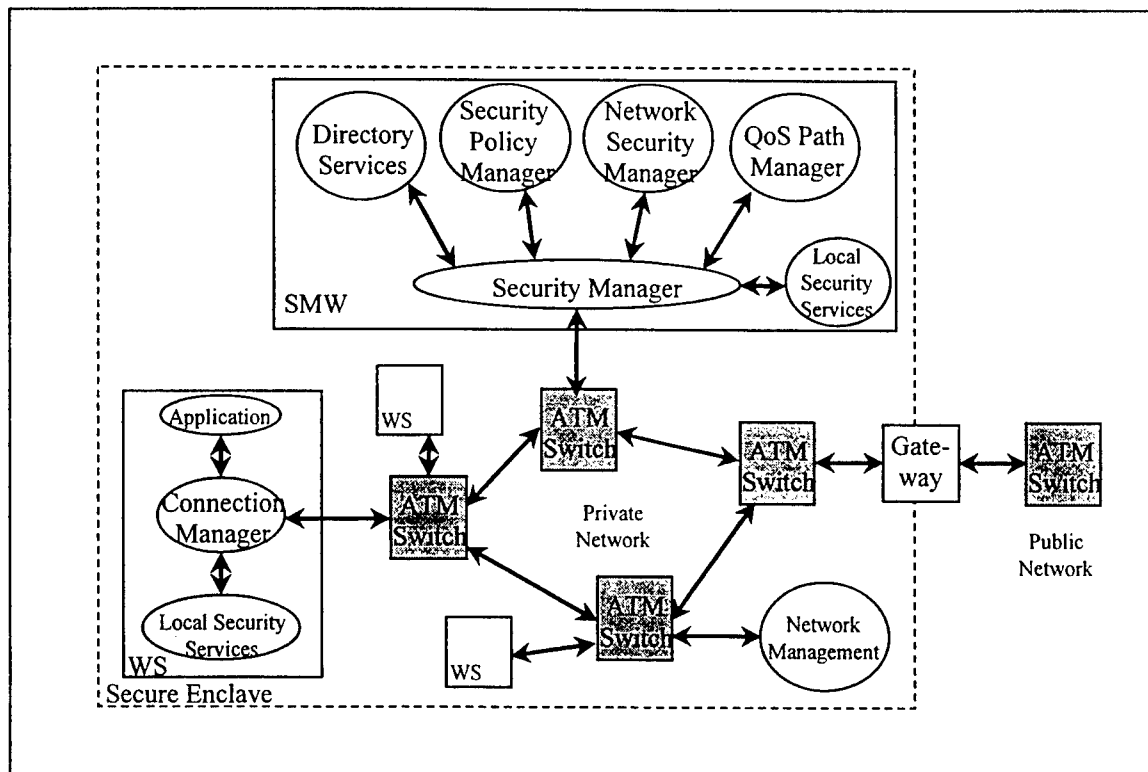 Directory
Services
Security
Policy
Manager
Network
Security
Manager
QoS Path
Manager
Security Manager
Local
Security
Services
SMW
Application
Connection
Manager
Local Security
Services
WS
WS
ATM
Switch
ATM
Switch
ATM
Switch
Gate-
way
ATM
Switch
Private
Network
Public
Network
ATM
Switch
WS
Network
Management
Secure Enclave